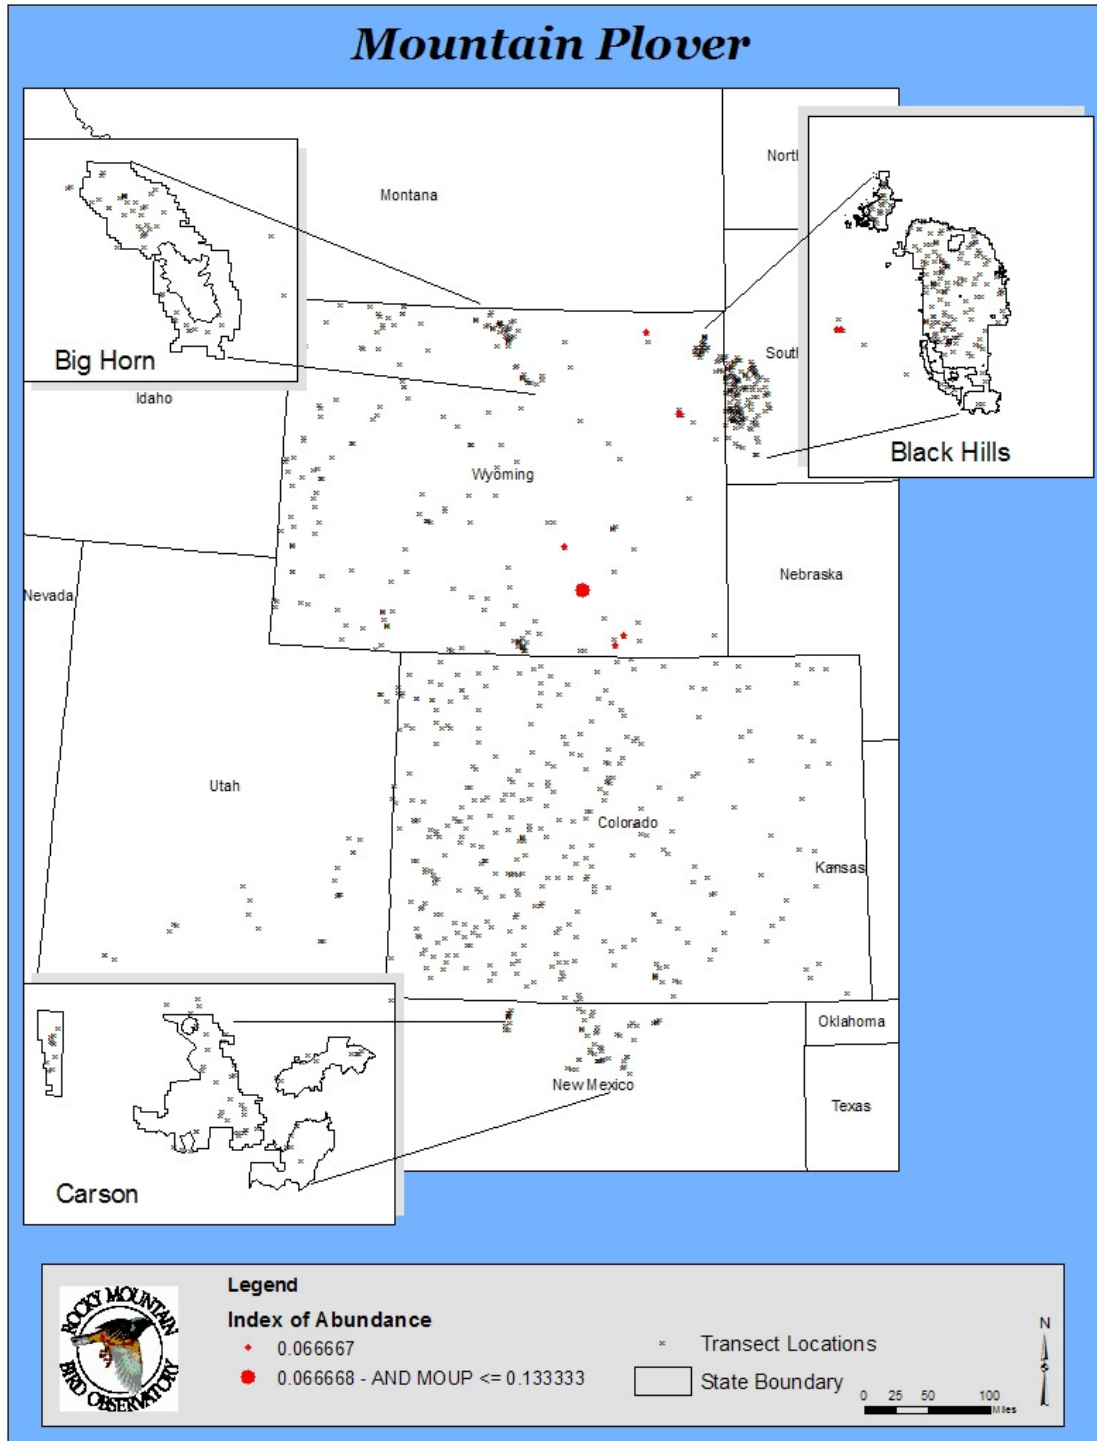 Mountain Plover
Montana
North
Big Horn
Idaho
South
Black Hills
Wyoming
Nebraska
Nevada
Utah
Colorado
Kansas
Oklahoma
New Mexico
Texas
Carson
ROCKY MOUNTAIN
BIRD OBSERVATORY
Legend
Index of Abundance
0.066667
0.066668 - AND MOUP <= 0.133333
Transect Locations
State Boundary
N
S
0 25 50 100
Miles